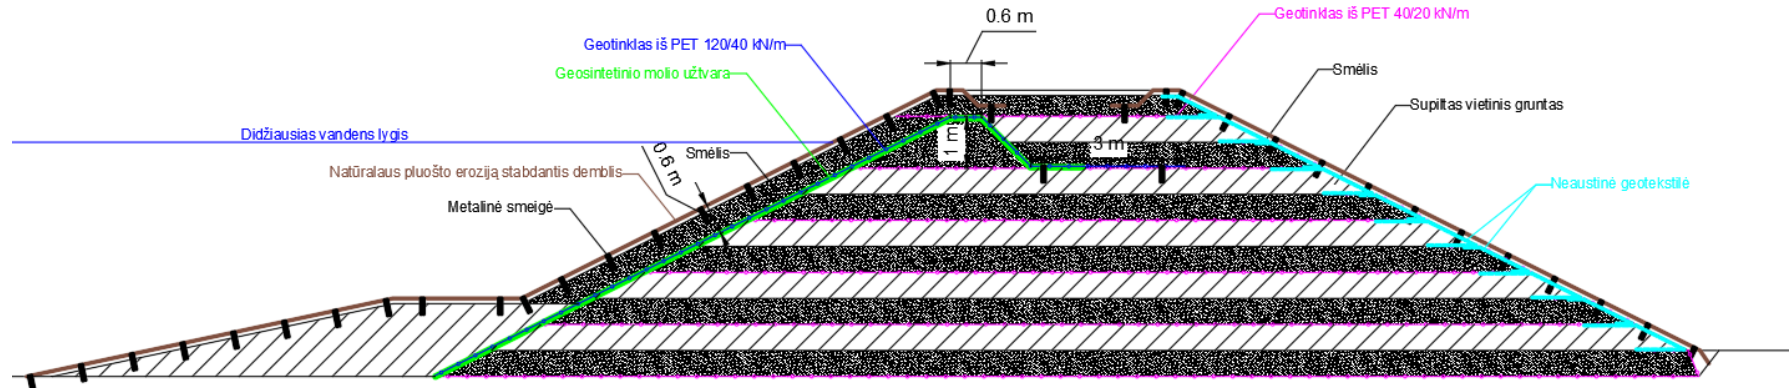 0.6 m
Geotinklas iš PET 40/20 kN/m
Geotinklas iš PET 120/40 kN/m
Geosintetinio molio užtvara
Smėlis
Supiltas vietinis gruntas
Didžiausias vandens lygis
1 m
3 m
0.6 m
Smėlis
Natūralaus pluošto eroziją stabdantis demblis
Neaustinė geotekstilė
Metalinė smeigė